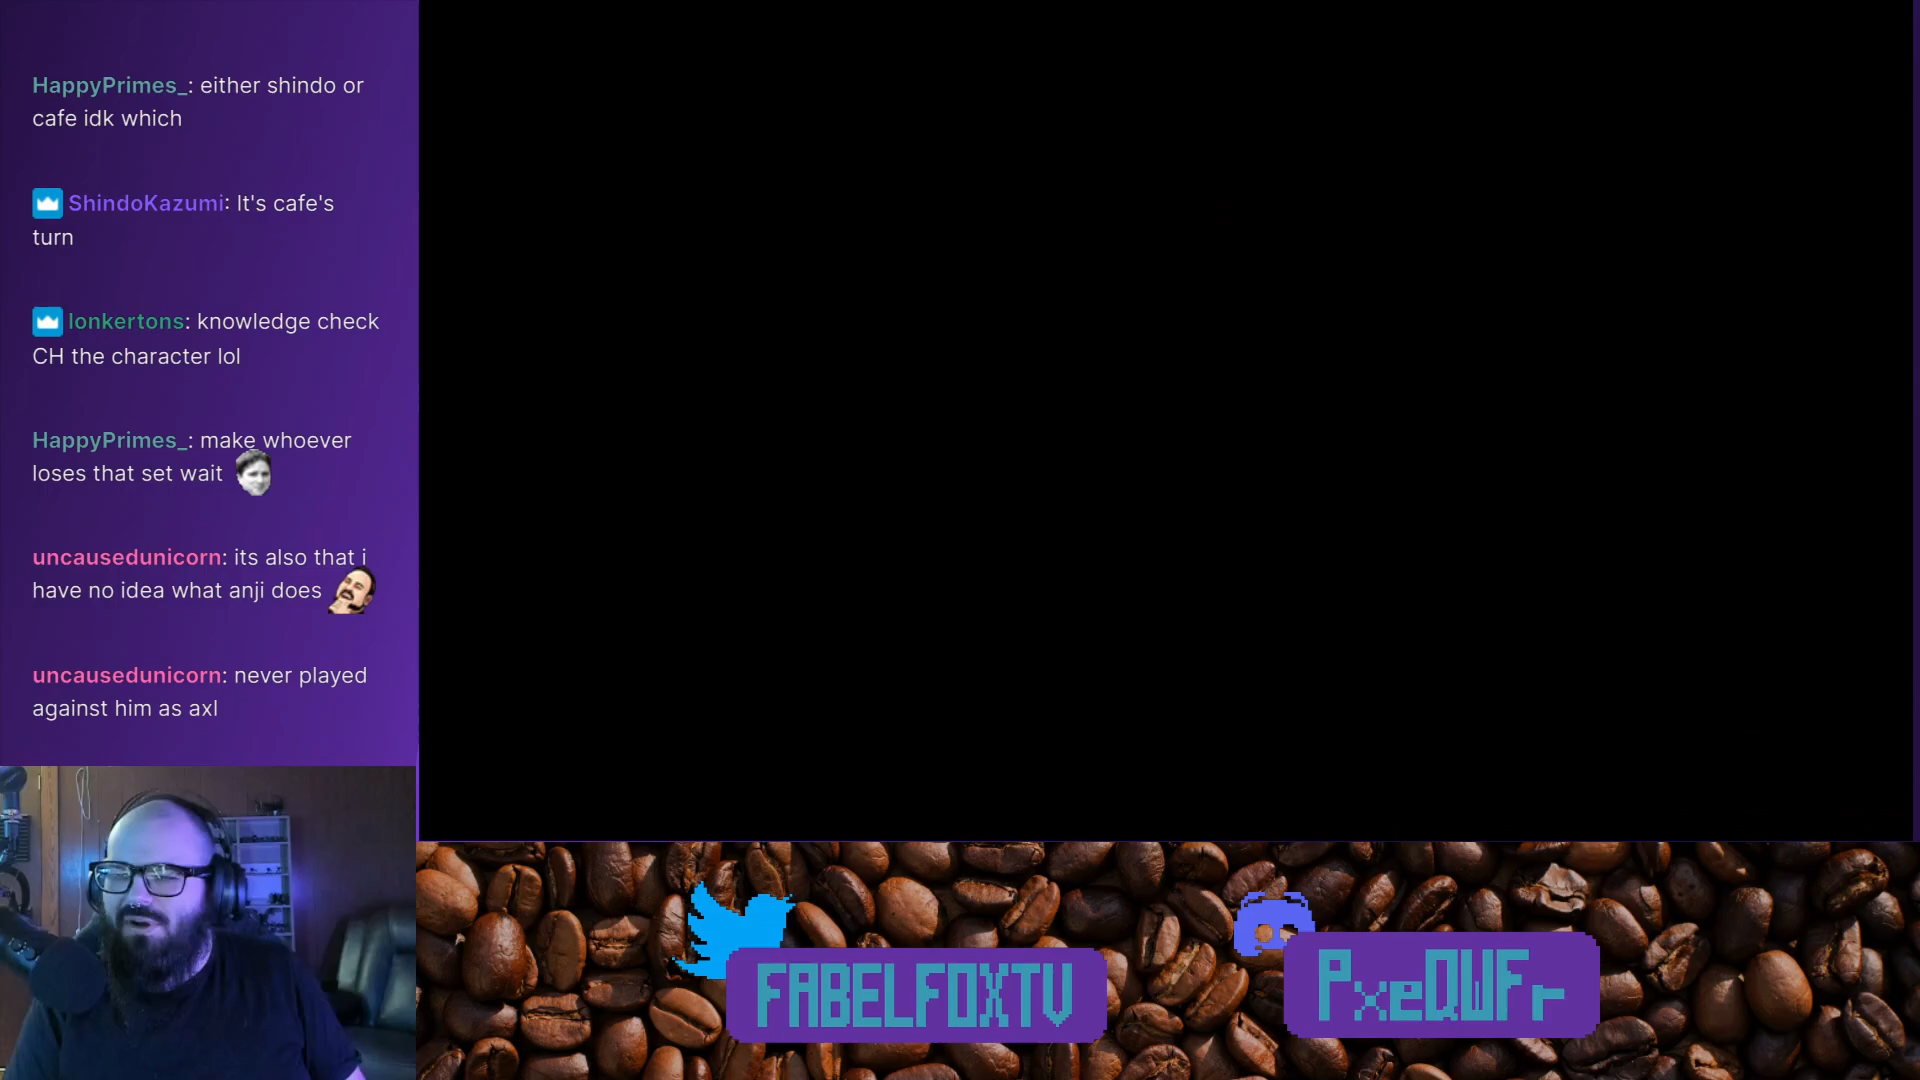 HappyPrimes_: either shindo or
cafe idk which
ShindoKazumi: It's cafe's
turn
lonkertons: knowledge check
CH the character lol
HappyPrimes_: make whoever
loses that set wait
uncausedunicorn: its also that i
have no idea what anji does
uncausedunicorn: never played
against him as axl
FABELFOXTV
PxeQWFr